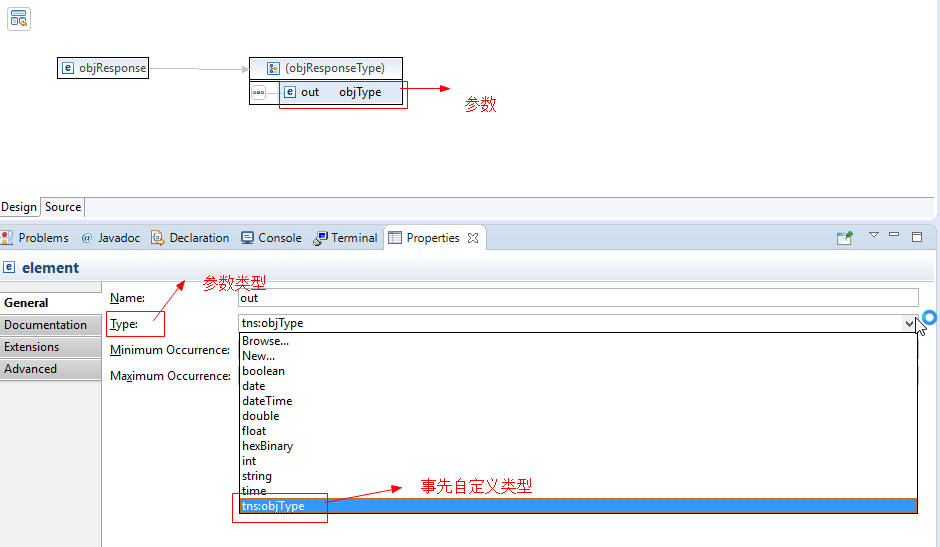 objResponse
(objResponseType)
out objType
参数
Design Source
Problems @ Javadoc Declaration Console Terminal Properties
element
参数类型
General
Name: out
Documentation
Type: tns:objType
Extensions
Minimum Occurrence:
Advanced
Maximum Occurrence:
Browse...
New...
boolean
date
dateTime
double
float
hexBinary
int
string
time
事先自定义类型
tns:objType